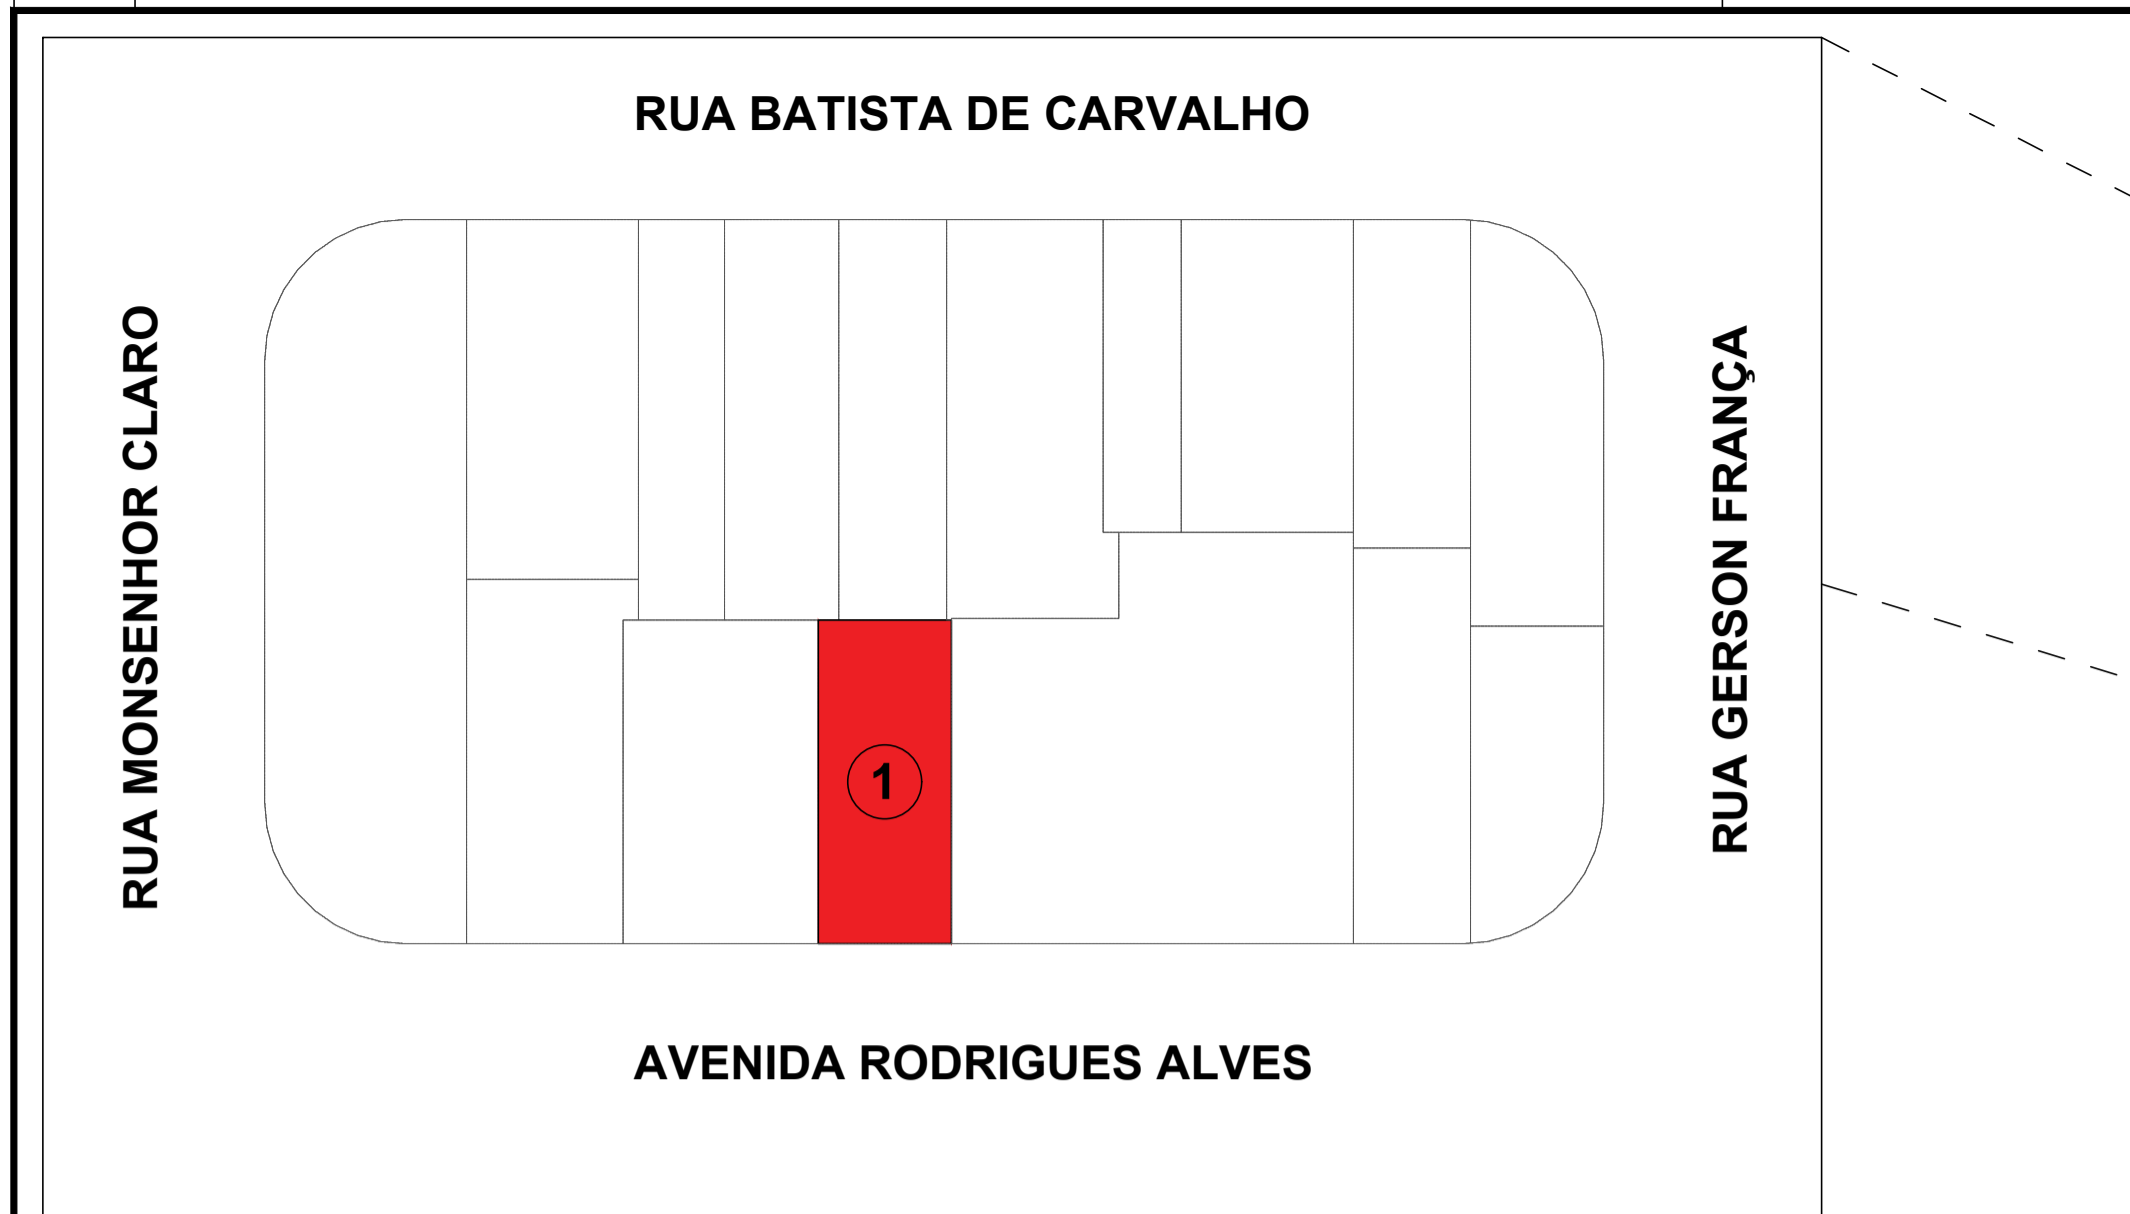 RUA BATISTA DE CARVALHO
RUA MONSENHOR CLARO
RUA GERSON FRANÇA
1
AVENIDA RODRIGUES ALVES